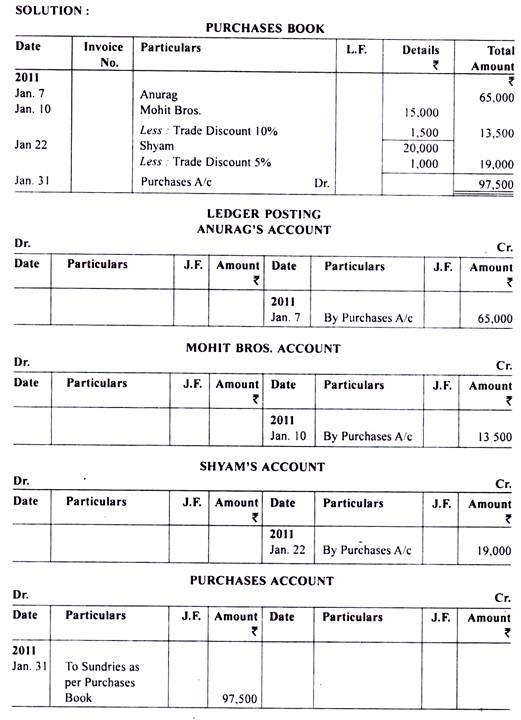 SOLUTION :
PURCHASES BOOK
Date Invoice No. Particulars L.F. Details ₹ Total Amount ₹
2011
Jan. 7 Anurag 65,000
Jan. 10 Mohit Bros. 15,000
Less : Trade Discount 10% 1,500 13,500
Jan 22 Shyam 20,000
Less : Trade Discount 5% 1,000 19,000
Jan. 31 Purchases A/c Dr. 97,500
LEDGER POSTING
ANURAG'S ACCOUNT
Dr. Cr.
Date Particulars J.F. Amount ₹ Date Particulars J.F. Amount ₹
2011
Jan. 7 By Purchases A/c 65,000
MOHIT BROS. ACCOUNT
Dr. Cr.
Date Particulars J.F. Amount ₹ Date Particulars J.F. Amount ₹
2011
Jan. 10 By Purchases A/c 13 500
SHYAM'S ACCOUNT
Dr. Cr.
Date Particulars J.F. Amount ₹ Date Particulars J.F. Amount ₹
2011
Jan. 22 By Purchases A/c 19,000
PURCHASES ACCOUNT
Dr. Cr.
Date Particulars J.F. Amount ₹ Date Particulars J.F. Amount ₹
2011
Jan. 31 To Sundries as
per Purchases
Book 97,500